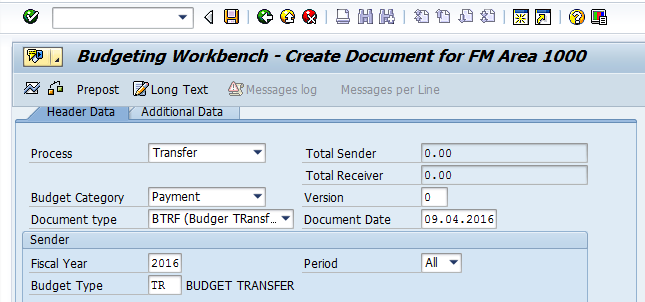 Budgeting Workbench - Create Document for FM Area 1000
Prepost Long Text Messages log Messages per Line
Header Data Additional Data
Process Transfer Total Sender 0.00
Total Receiver 0.00
Budget Category Payment Version 0
Document type BTRF (Budger TRansf... Document Date 09.04.2016
Sender
Fiscal Year 2016 Period All
Budget Type TR BUDGET TRANSFER